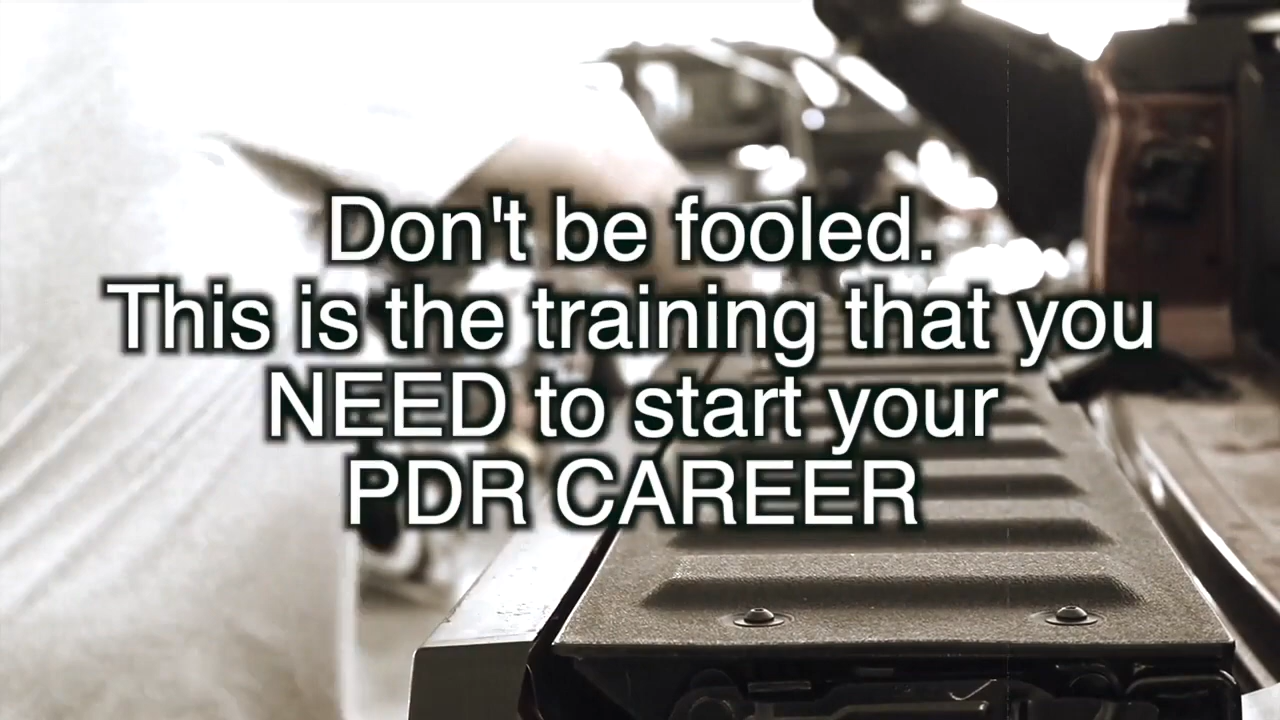 Don't be fooled.
This is the training that you
NEED to start your
PDR CAREER